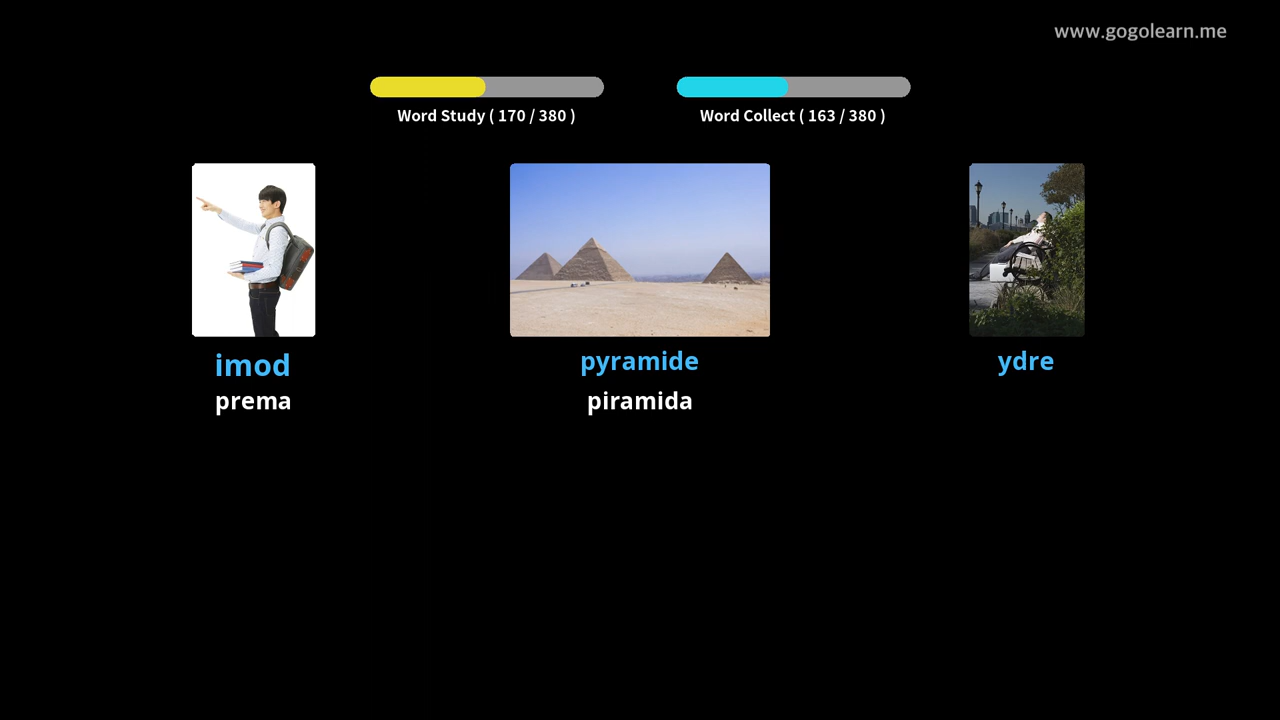 www.gogolearn.me
Word Study ( 170 / 380 )
Word Collect ( 163 / 380 )
imod
pyramide
ydre
prema
piramida